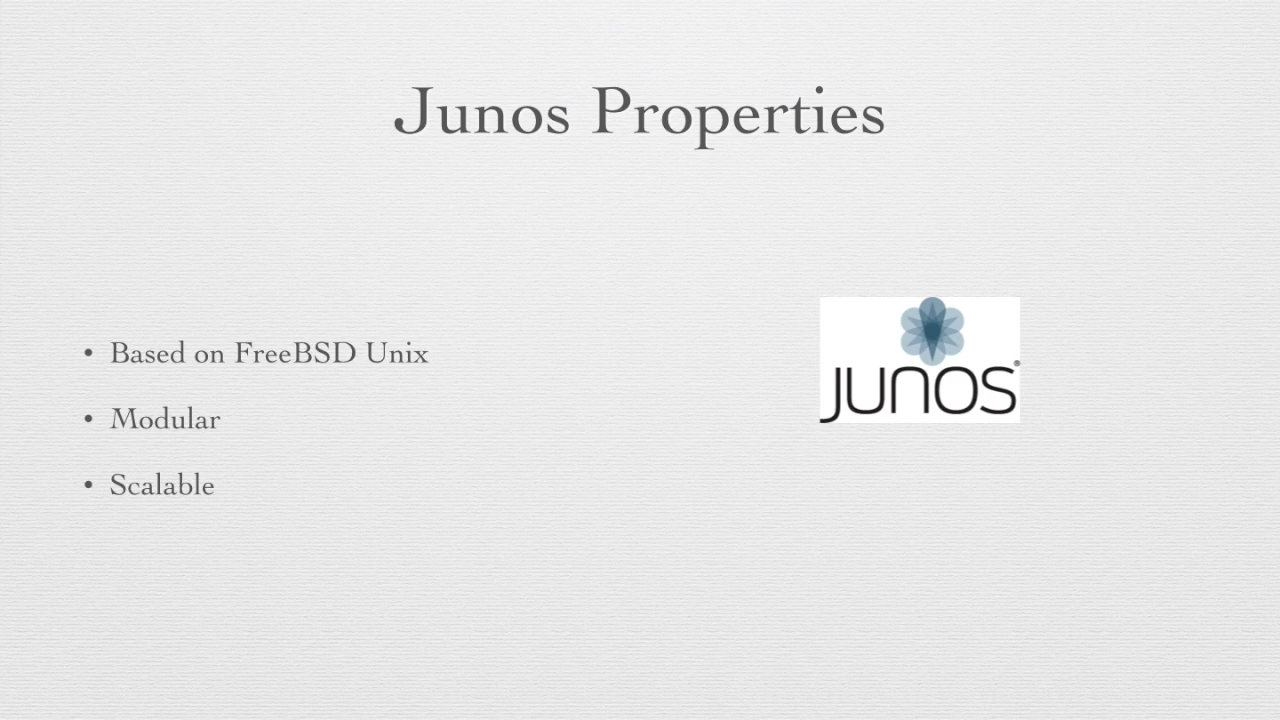 Junos Properties
• Based on FreeBSD Unix
• Modular
• Scalable
JUNOS®